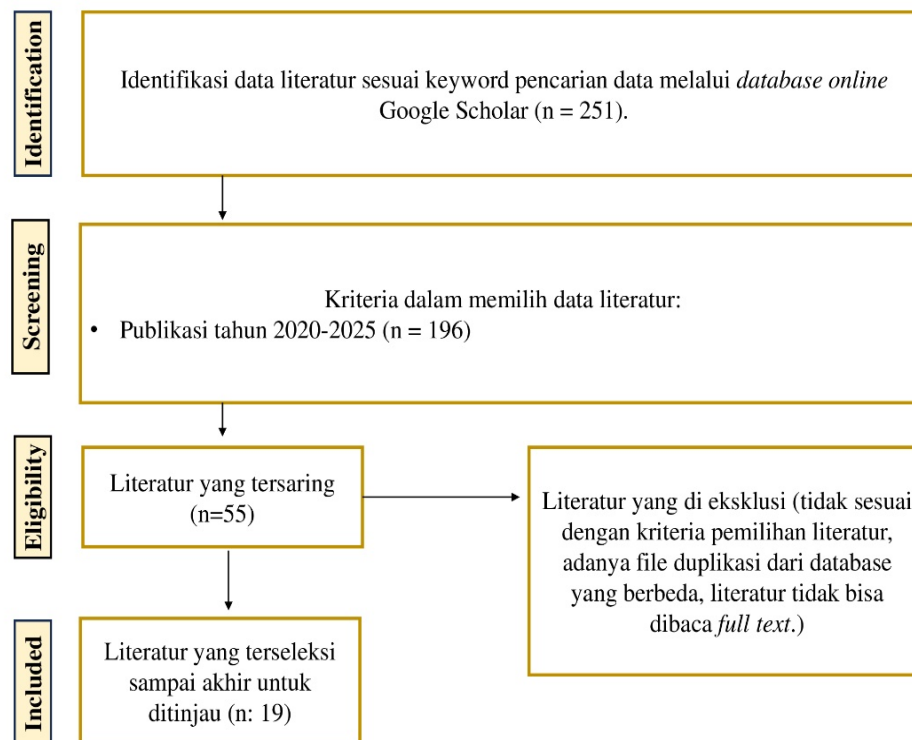 Identification
Identifikasi data literatur sesuai keyword pencarian data melalui database online
Google Scholar (n = 251).
Screening
Kriteria dalam memilih data literatur:
• Publikasi tahun 2020-2025 (n = 196)
Eligibility
Literatur yang tersaring
(n=55)
Literatur yang di eksklusi (tidak sesuai
dengan kriteria pemilihan literatur,
adanya file duplikasi dari database
yang berbeda, literatur tidak bisa
dibaca full text.)
Included
Literatur yang terseleksi
sampai akhir untuk
ditinjau (n: 19)